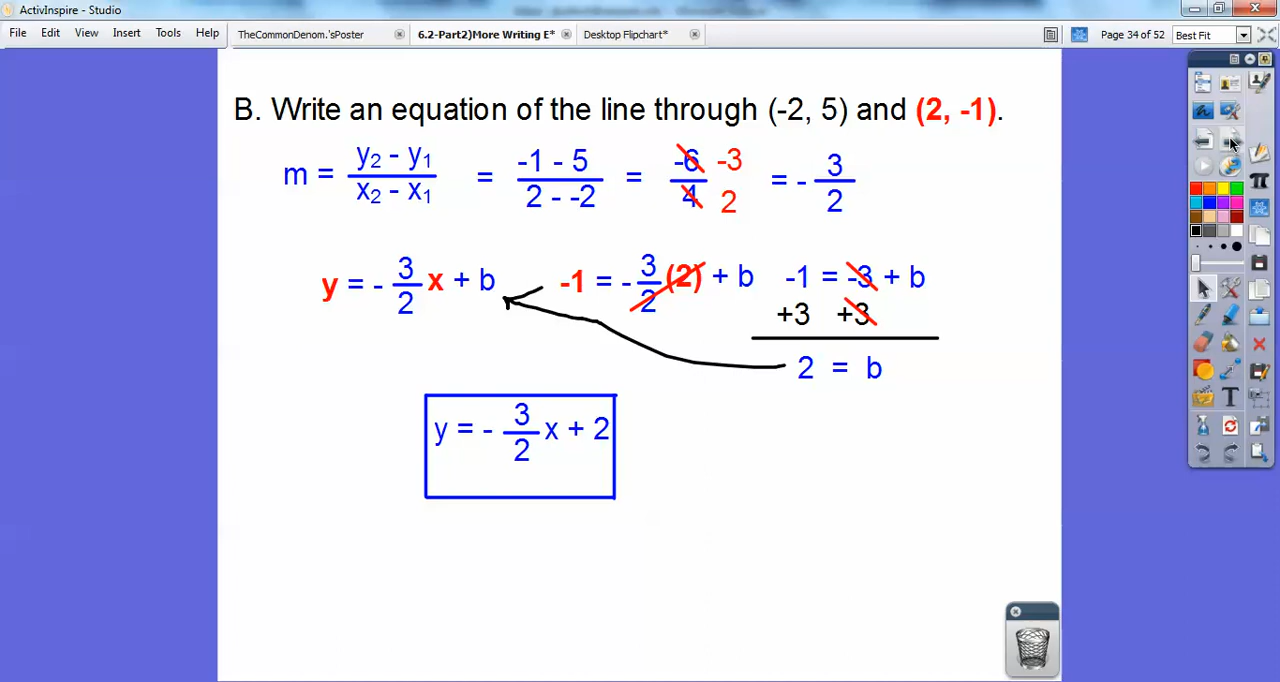 ActivInspire - Studio
File Edit View Insert Tools Help
TheCommonDenom.'sPoster
6.2-Part2)More Writing E*
Desktop Flipchart*
Page 34 of 52
Best Fit
B. Write an equation of the line through (-2, 5) and (2, -1).
m = y₂ - y₁ / x₂ - x₁ = -1 - 5 / 2 - -2 = -6 / 4 -3 / 2 = - 3 / 2
y = - 3/2 x + b
-1 = - 3/2 (2) + b
-1 = -3 + b
+3 +3
2 = b
y = - 3/2 x + 2